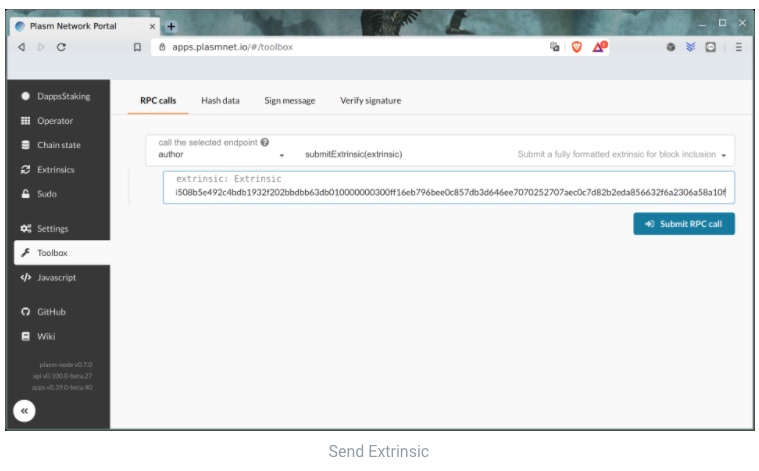 Plasm Network Portal
apps.plasmnet.io/#/toolbox
DappsStaking
Operator
Chain state
Extrinsics
Sudo
Settings
Toolbox
Javascript
GitHub
Wiki
plasm-node v0.7.0
api v0.100.0-beta.27
apps v0.39.0-beta.40
RPC calls Hash data Sign message Verify signature
call the selected endpoint
author submitExtrinsic(extrinsic) Submit a fully formatted extrinsic for block inclusion
extrinsic: Extrinsic
i508b5e492c4bdb1932f202bbdbb63db010000000300ff16eb796bee0c857db3d646ee7070252707aec0c7d82b2eda856632f6a2306a58a10f
Submit RPC call
Send Extrinsic